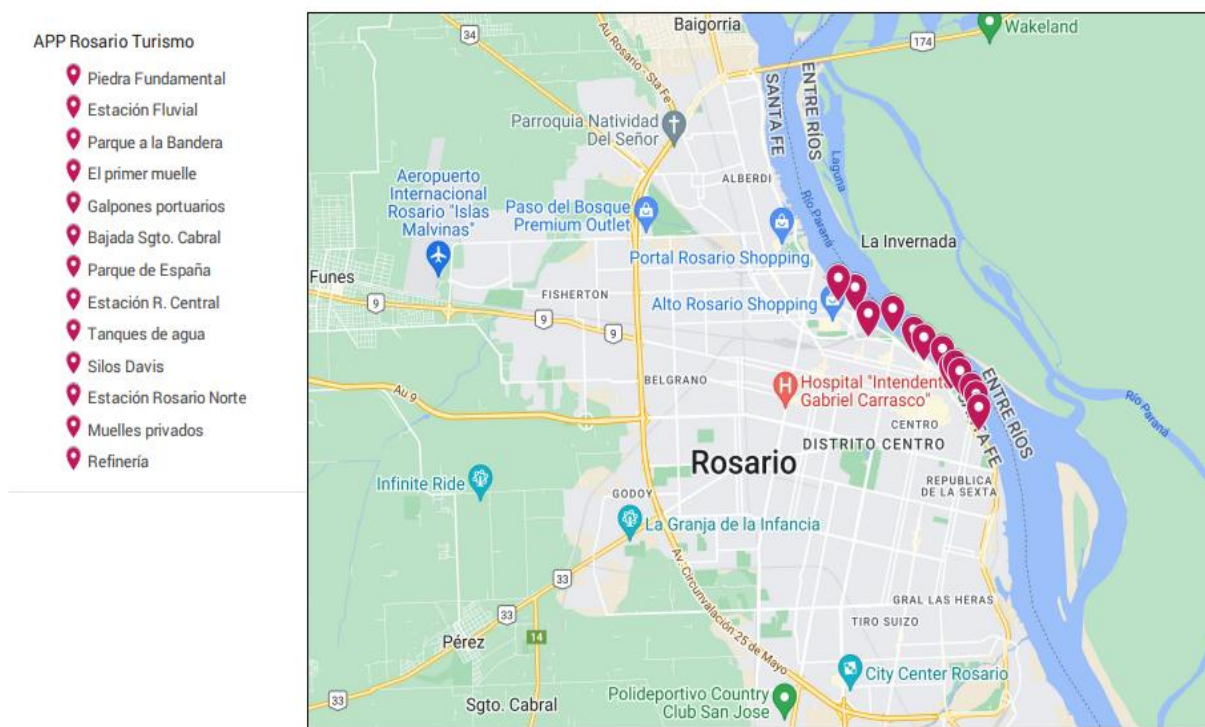 APP Rosario Turismo
Piedra Fundamental
Estación Fluvial
Parque a la Bandera
El primer muelle
Galpones portuarios
Bajada Sgto. Cabral
Parque de España
Estación R. Central
Tanques de agua
Silos Davis
Estación Rosario Norte
Muelles privados
Refinería
Baigorria
Wakeland
34
174
Au Rosario - Sta Fe
SANTA FE
ENTRE RÍOS
Parroquia Natividad
Del Señor
Laguna
ALBERDI
Aeropuerto
Internacional
Rosario "Islas
Malvinas"
Paso del Bosque
Premium Outlet
Río Paraná
La Invernada
Portal Rosario Shopping
Funes
FISHERTON
Alto Rosario Shopping
9
9
9
BELGRANO
Hospital "Intendent
Gabriel Carrasco"
ENTRE RÍOS
Río Paraná
Au 9
CENTRO
DISTRITO CENTRO
TA FE
Rosario
Infinite Ride
REPUBLICA
DE LA SEXTA
GODOY
La Granja de la Infancia
33
Av. Circunvalación 25 de Mayo
33
GRAL LAS HERAS
TIRO SUIZO
14
Pérez
City Center Rosario
33
Sgto. Cabral
Polideportivo Country
Club San Jose